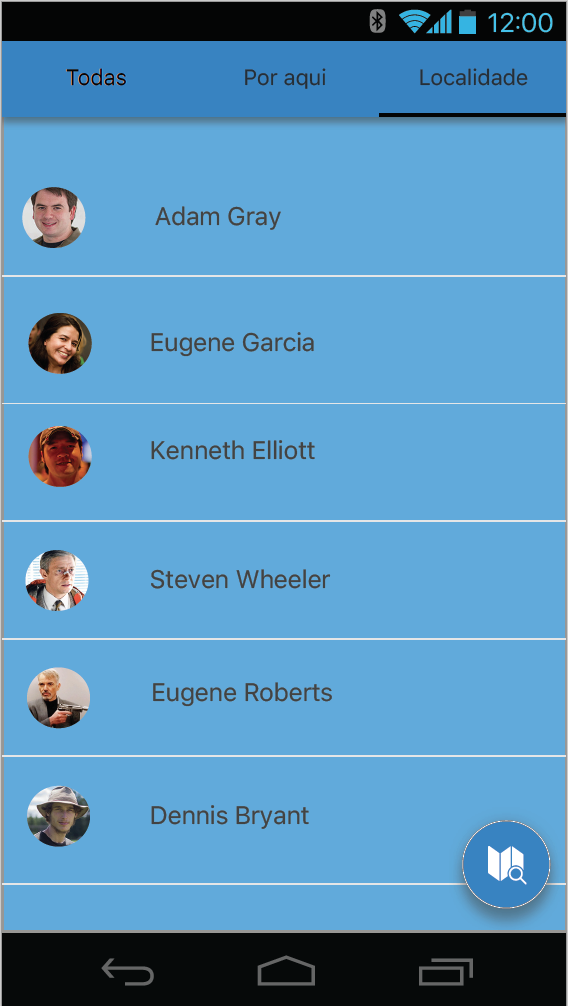 12:00
Todas Por aqui Localidade
Adam Gray
Eugene Garcia
Kenneth Elliott
Steven Wheeler
Eugene Roberts
Dennis Bryant